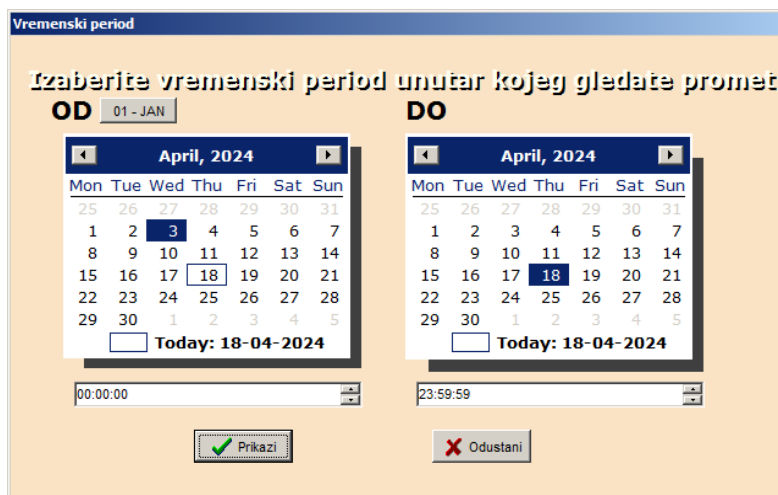 Vremenski period
Izaberite vremenski period unutar kojeg gledate promet
OD 01 - JAN
April, 2024
Mon Tue Wed Thu Fri Sat Sun
25 26 27 28 29 30 31
1 2 3 4 5 6 7
8 9 10 11 12 13 14
15 16 17 18 19 20 21
22 23 24 25 26 27 28
29 30 1 2 3 4 5
Today: 18-04-2024
00:00:00
DO
April, 2024
Mon Tue Wed Thu Fri Sat Sun
25 26 27 28 29 30 31
1 2 3 4 5 6 7
8 9 10 11 12 13 14
15 16 17 18 19 20 21
22 23 24 25 26 27 28
29 30 1 2 3 4 5
Today: 18-04-2024
23:59:59
Prikazi
Odustani